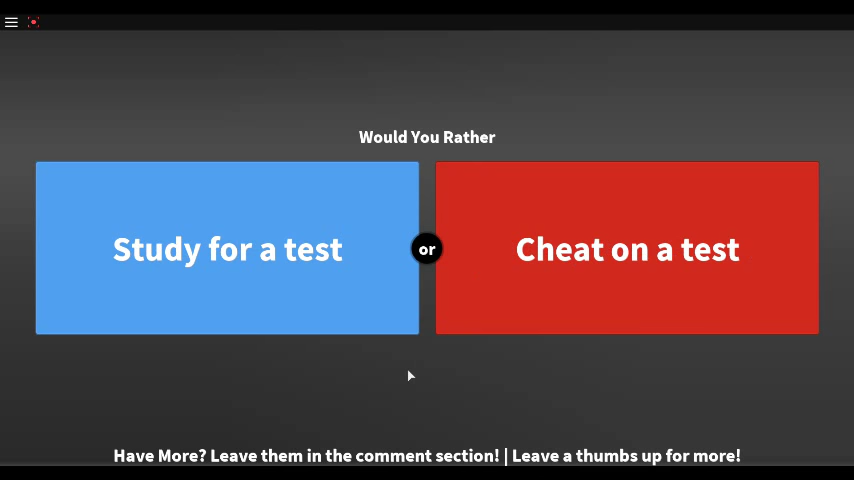 Would You Rather
Study for a test
or
Cheat on a test
Have More? Leave them in the comment section! | Leave a thumbs up for more!